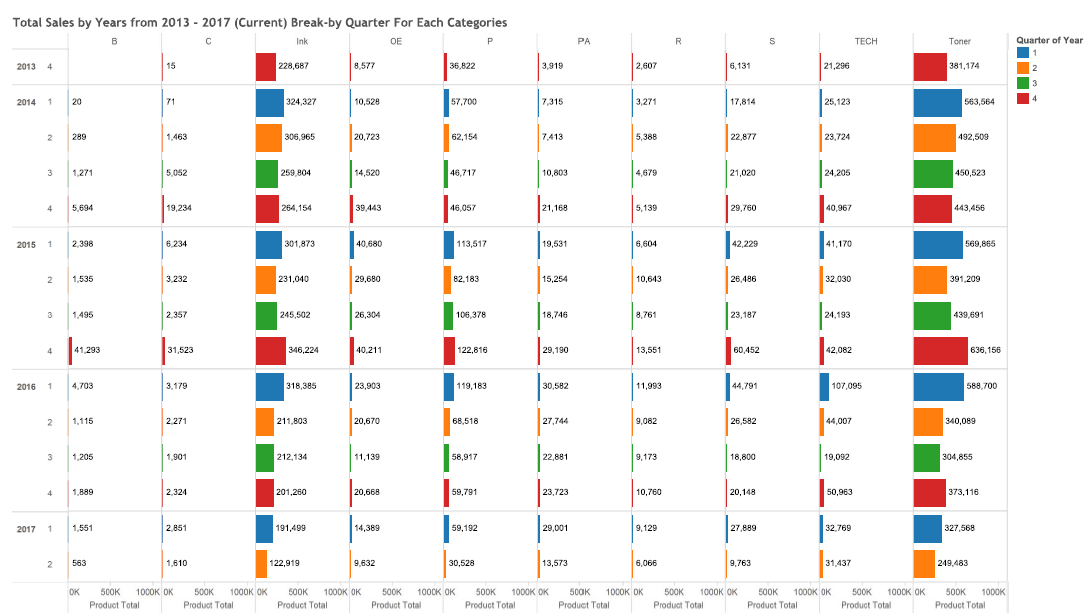 Total Sales by Years from 2013 - 2017 (Current) Break-by Quarter For Each Categories
B C Ink OE P PA R S TECH Toner
Quarter of Year
1
2
3
4
2013 4 15 228,687 8,577 36,822 3,919 2,607 6,131 21,296 381,174
2014 1 20 71 324,327 10,528 57,700 7,315 3,271 17,814 25,123 563,564
2 289 1,463 306,965 20,723 62,154 7,413 5,388 22,877 23,724 492,509
3 1,271 5,052 259,804 14,520 46,717 10,803 4,679 21,020 24,205 450,523
4 5,694 19,234 264,154 39,443 46,057 21,168 5,139 29,760 40,967 443,456
2015 1 2,398 6,234 301,873 40,680 113,517 19,531 6,604 42,229 41,170 569,865
2 1,535 3,232 231,040 29,680 82,183 15,254 10,643 26,486 32,030 391,209
3 1,495 2,357 245,502 26,304 106,378 18,746 8,761 23,187 24,193 439,691
4 41,293 31,523 346,224 40,211 122,816 29,190 13,551 60,452 42,082 636,156
2016 1 4,703 3,179 318,385 23,903 119,183 30,582 11,993 44,791 107,095 588,700
2 1,115 2,271 211,803 20,670 68,518 27,744 9,082 26,582 44,007 340,089
3 1,205 1,901 212,134 11,139 58,917 22,881 9,173 18,800 19,092 304,855
4 1,889 2,324 201,260 20,668 59,791 23,723 10,760 20,148 50,963 373,116
2017 1 1,551 2,851 191,499 14,389 59,192 29,001 9,129 27,889 32,769 327,568
2 563 1,610 122,919 9,632 30,528 13,573 6,066 9,763 31,437 249,483
0K 500K 1000K 0K 500K 1000K 0K 500K 1000K 0K 500K 1000K 0K 500K 1000K 0K 500K 1000K 0K 500K 1000K 0K 500K 1000K 0K 500K 1000K 0K 500K 1000K
Product Total Product Total Product Total Product Total Product Total Product Total Product Total Product Total Product Total Product Total